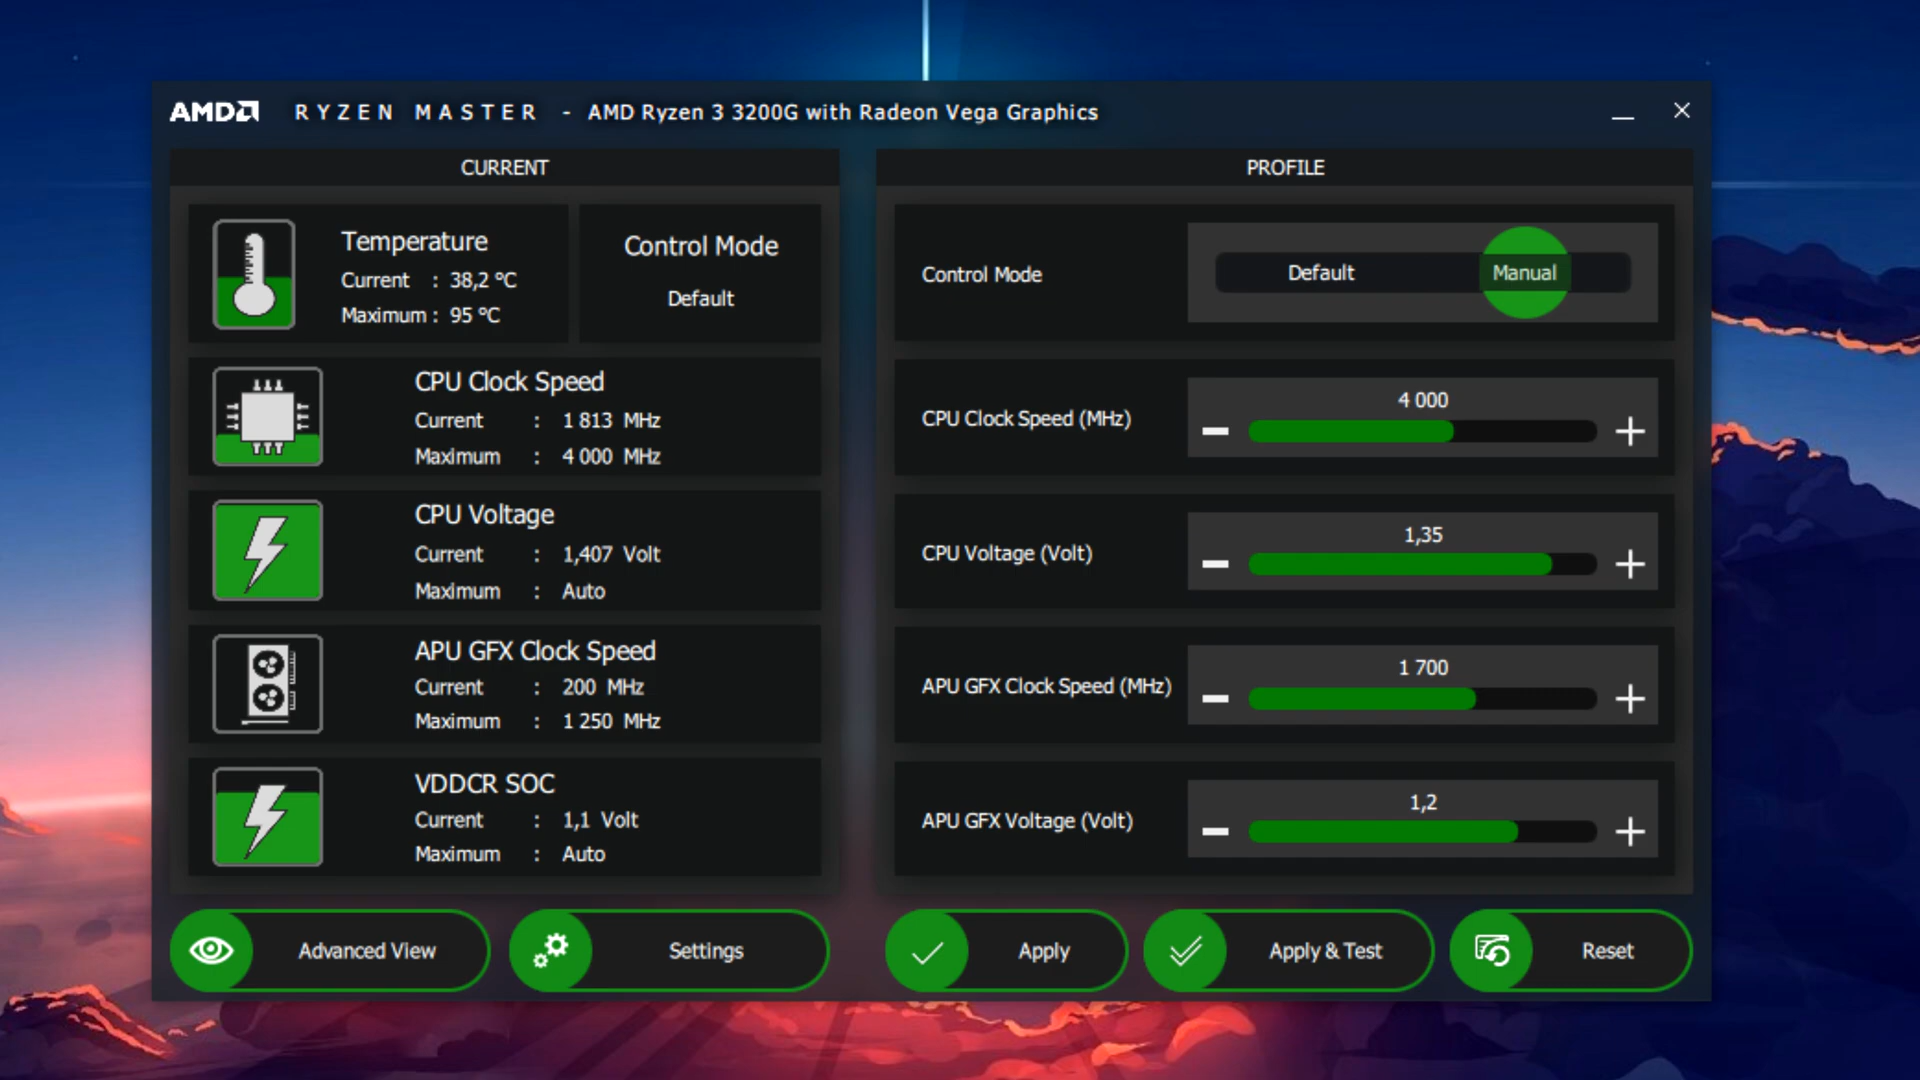 AMD RYZEN MASTER - AMD Ryzen 3 3200G with Radeon Vega Graphics
CURRENT
Temperature
Current : 38,2 °C
Maximum : 95 °C
Control Mode
Default
CPU Clock Speed
Current : 1 813 MHz
Maximum : 4 000 MHz
CPU Voltage
Current : 1,407 Volt
Maximum : Auto
APU GFX Clock Speed
Current : 200 MHz
Maximum : 1 250 MHz
VDDCR SOC
Current : 1,1 Volt
Maximum : Auto
Advanced View
Settings
PROFILE
Control Mode
Default Manual
CPU Clock Speed (MHz)
4 000
CPU Voltage (Volt)
1,35
APU GFX Clock Speed (MHz)
1 700
APU GFX Voltage (Volt)
1,2
Apply
Apply & Test
Reset